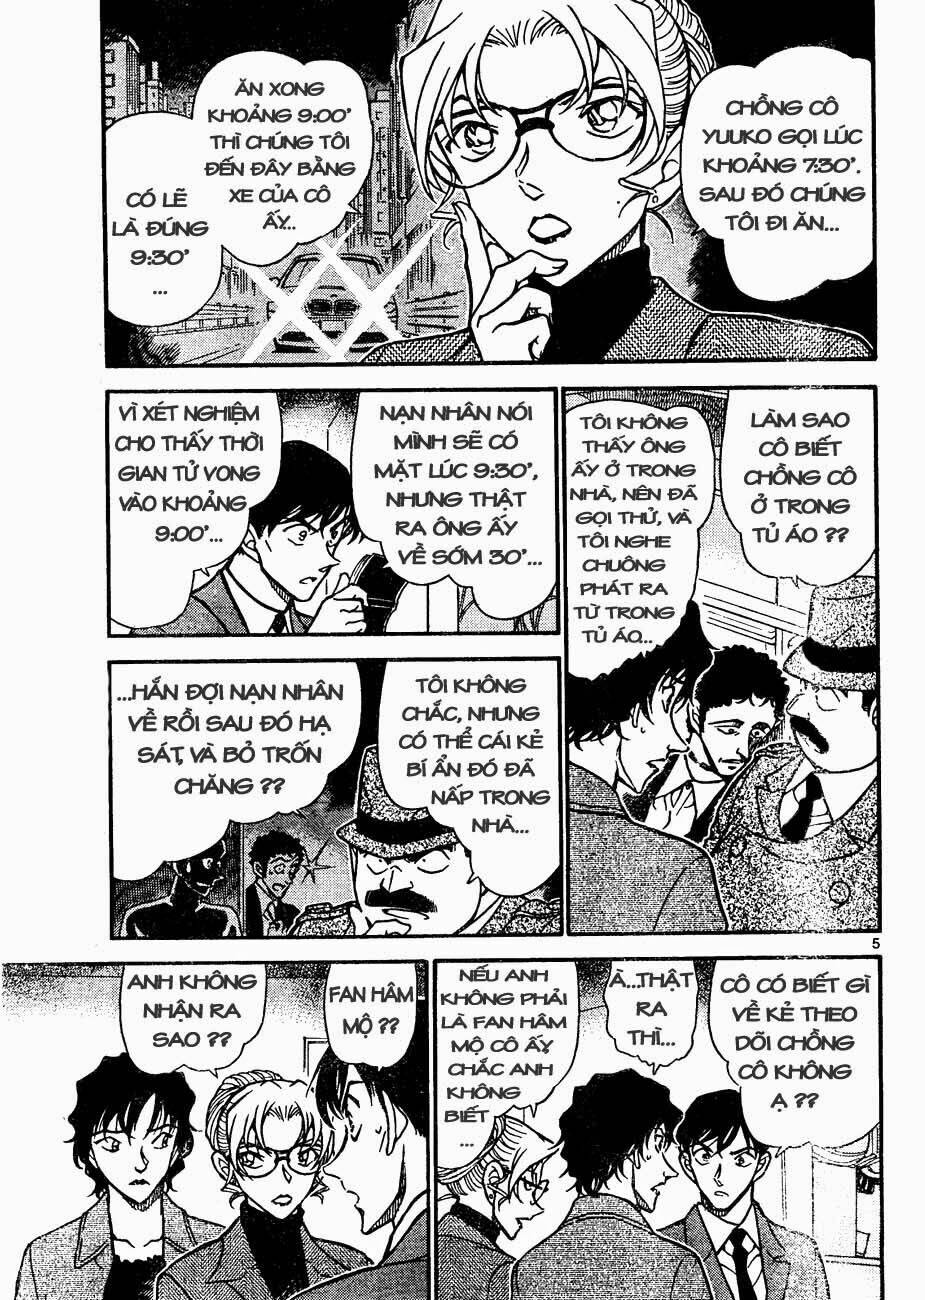 CHỒNG CÔ
YUUKO GỌI LÚC
KHOẢNG 7:30'.
SAU ĐÓ CHÚNG
TÔI ĐI ĂN...
ĂN XONG
KHOẢNG 9:00'
THÌ CHÚNG TÔI
ĐẾN ĐÂY BẰNG
XE CỦA CÔ
ẤY...
CÓ LẼ
LÀ ĐÚNG
9:30'
...
LÀM SAO
CÔ BIẾT
CHỒNG CÔ
Ở TRONG
TỦ ÁO ??
TÔI KHÔNG
THẤY ÔNG
ẤY Ở TRONG
NHÀ, NÊN ĐÃ
GỌI THỬ, VÀ
TÔI NGHE
CHUÔNG
PHÁT RA
TỪ TRONG
TỦ ÁO...
NẠN NHÂN NÓI
MÌNH SẼ CÓ
MẶT LÚC 9:30',
NHƯNG THẬT
RA ÔNG ẤY
VỀ SỚM 30'...
VÌ XÉT NGHIỆM
CHO THẤY THỜI
GIAN TỬ VONG
VÀO KHOẢNG
9:00'...
TÔI KHÔNG
CHẮC, NHƯNG
CÓ THỂ CÁI KẺ
BÍ ẨN ĐÓ ĐÃ
NẤP TRONG
NHÀ...
...HẮN ĐỢI NẠN NHÂN
VỀ RỒI SAU ĐÓ HẠ
SÁT, VÀ BỎ TRỐN
CHĂNG ??
5
CÔ CÓ BIẾT GÌ
VỀ KẺ THEO
DÕI CHỒNG
CÔ KHÔNG
Ạ ??
À...THẬT
RA
THÌ...
NẾU ANH
KHÔNG PHẢI
LÀ FAN HÂM
MỘ CÔ ẤY,
CHẮC ANH
KHÔNG
BIẾT
...
FAN HÂM
MỘ ??
ANH KHÔNG
NHẬN RA
SAO ??